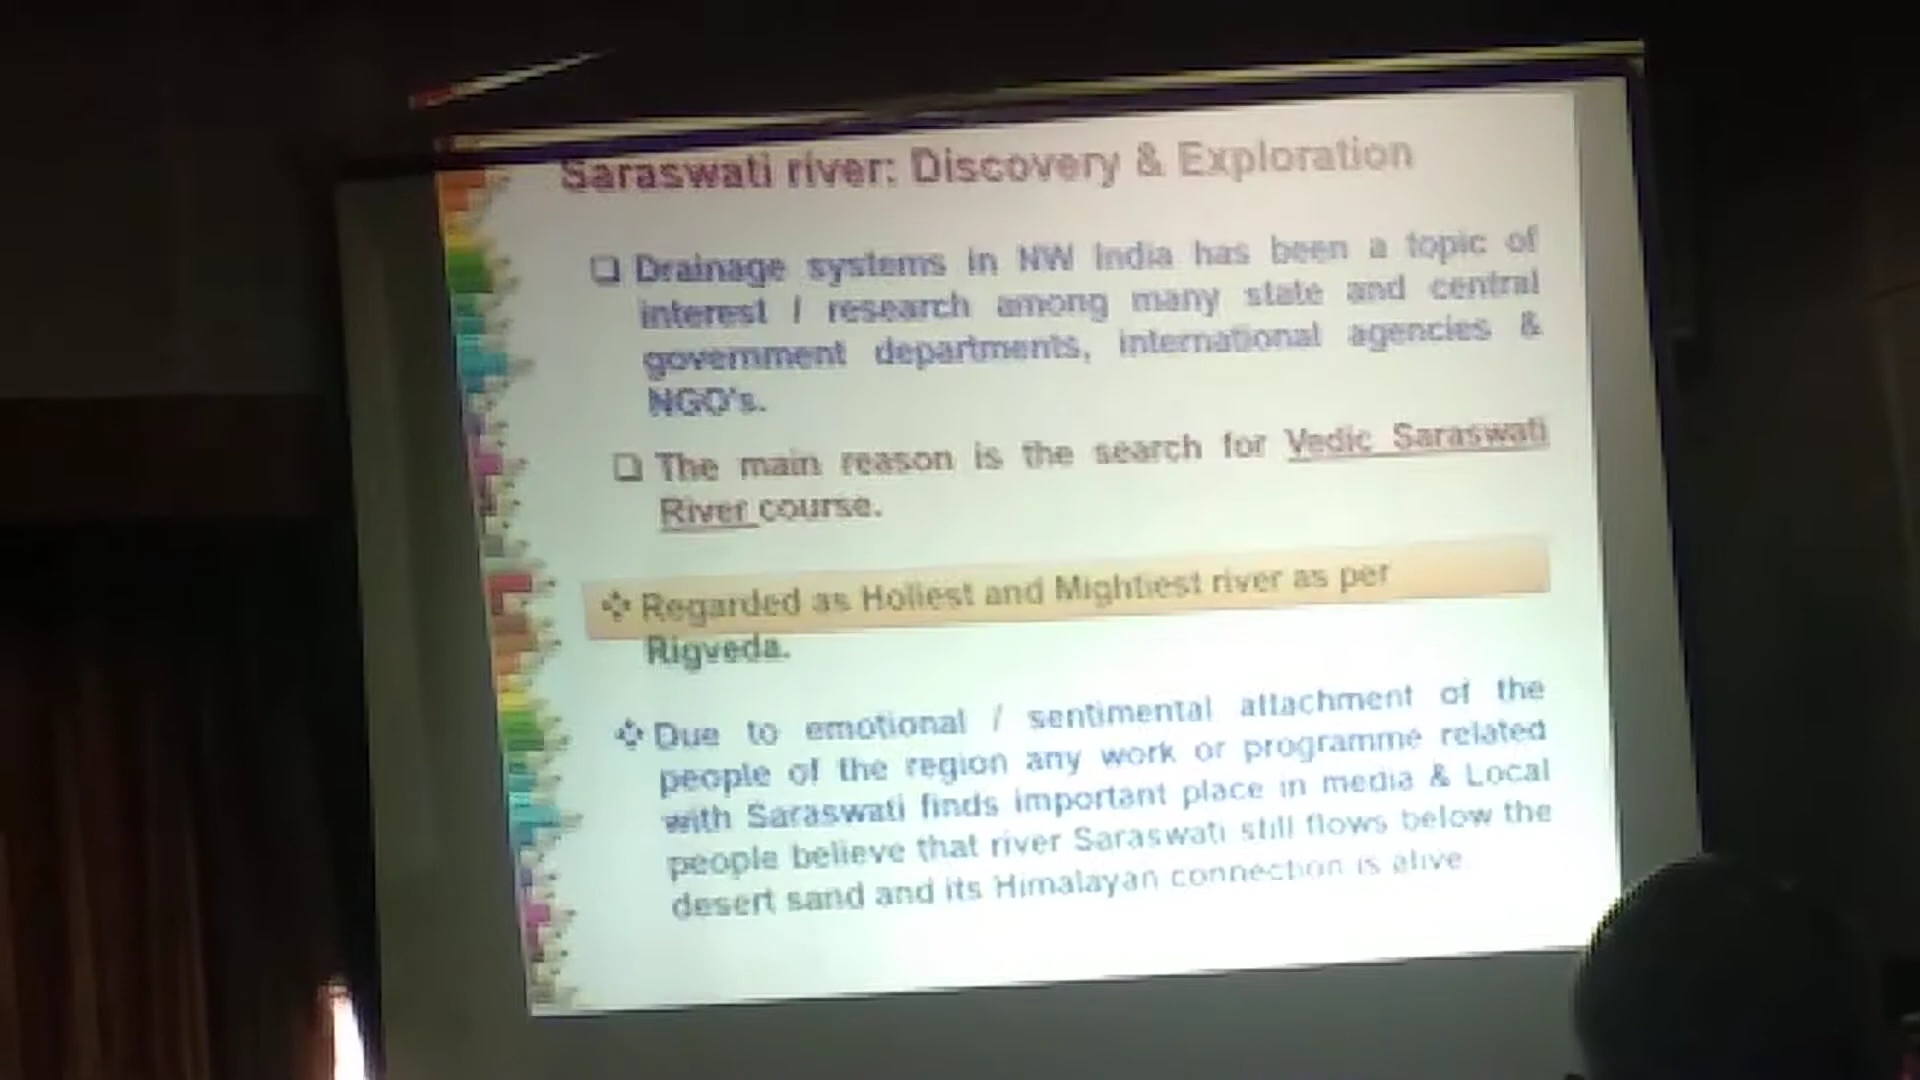 Saraswati river: Discovery & Exploration
❑ Drainage systems in NW India has been a topic of
interest / research among many state and central
government departments, international agencies &
NGO's.
❑ The main reason is the search for Vedic Saraswati
River course.
❖ Regarded as Holiest and Mightiest river as per
Rigveda.
❖ Due to emotional / sentimental attachment of the
people of the region any work or programme related
with Saraswati finds important place in media & Local
people believe that river Saraswati still flows below the
desert sand and its Himalayan connection is alive